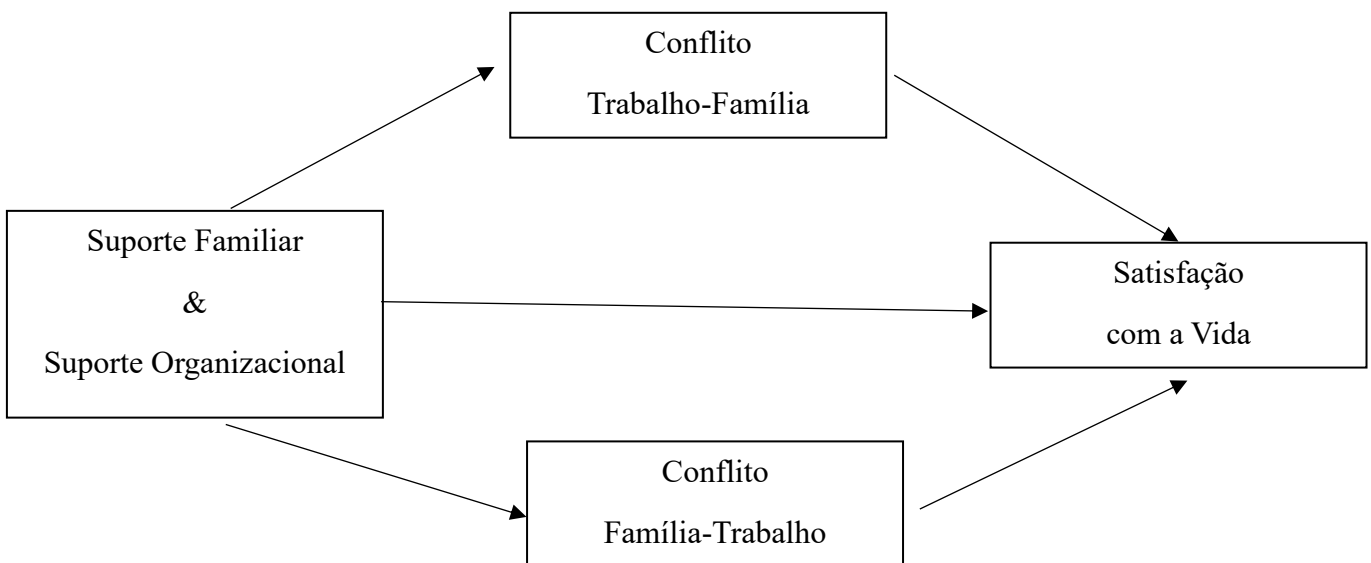 Conflito
Trabalho-Família
Suporte Familiar
&
Suporte Organizacional
Satisfação
com a Vida
Conflito
Família-Trabalho